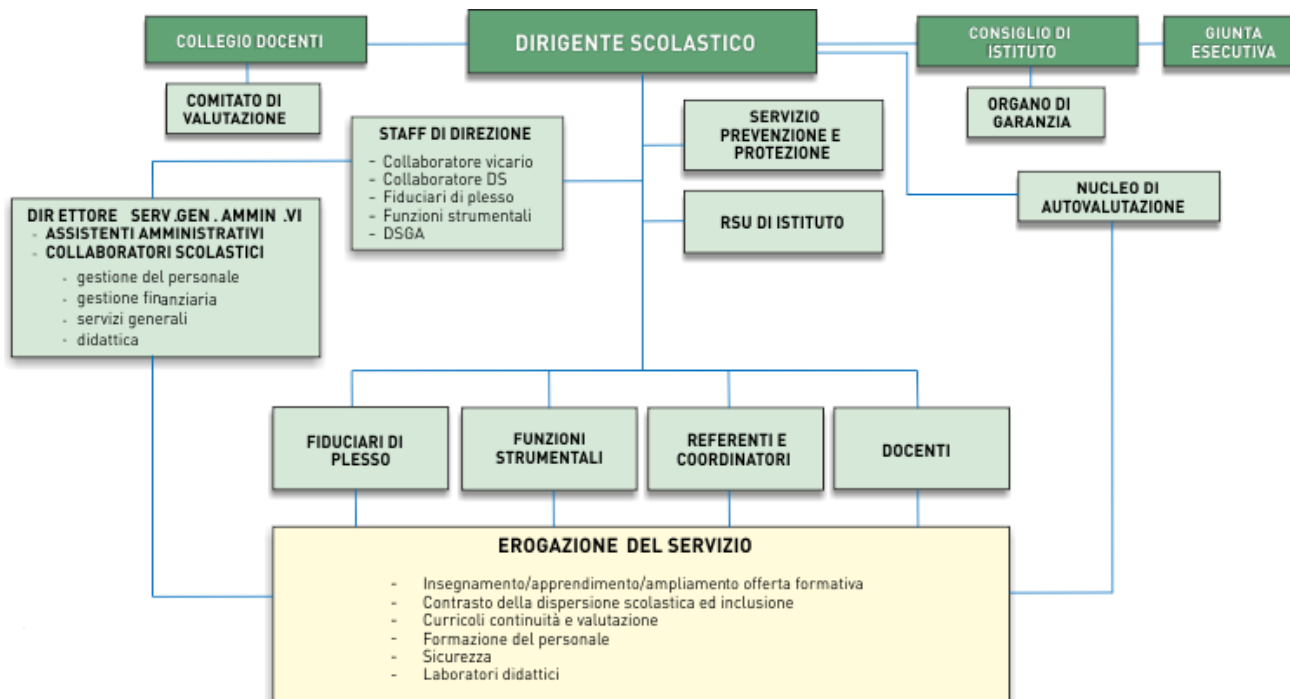 COLLEGIO DOCENTI
DIRIGENTE SCOLASTICO
CONSIGLIO DI
ISTITUTO
GIUNTA
ESECUTIVA
COMITATO DI
VALUTAZIONE
STAFF DI DIREZIONE
- Collaboratore vicario
- Collaboratore DS
- Fiduciari di plesso
- Funzioni strumentali
- DSGA
SERVIZIO
PREVENZIONE E
PROTEZIONE
ORGANO DI
GARANZIA
DIR ETTORE SERV.GEN . AMMIN .VI
- ASSISTENTI AMMINISTRATIVI
- COLLABORATORI SCOLASTICI
- gestione del personale
- gestione finanziaria
- servizi generali
- didattica
RSU DI ISTITUTO
NUCLEO DI
AUTOVALUTAZIONE
FIDUCIARI DI
PLESSO
FUNZIONI
STRUMENTALI
REFERENTI E
COORDINATORI
DOCENTI
EROGAZIONE DEL SERVIZIO
- Insegnamento/apprendimento/ampliamento offerta formativa
- Contrasto della dispersione scolastica ed inclusione
- Curricoli continuità e valutazione
- Formazione del personale
- Sicurezza
- Laboratori didattici